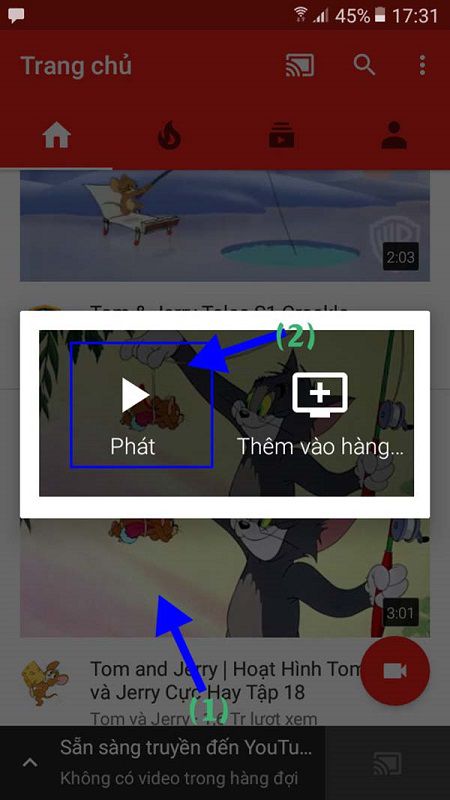 45% 17:31
Trang chủ
2:03
Tom & Jerry Tales S1 Crackle
(2)
Phát
Thêm vào hàng...
3:01
Tom and Jerry | Hoạt Hình Tom
và Jerry Cực Hay Tập 18
Tom và Jerry · 1,6 Tr lượt xem
(1)
Sẵn sàng truyền đến YouTu...
Không có video trong hàng đợi